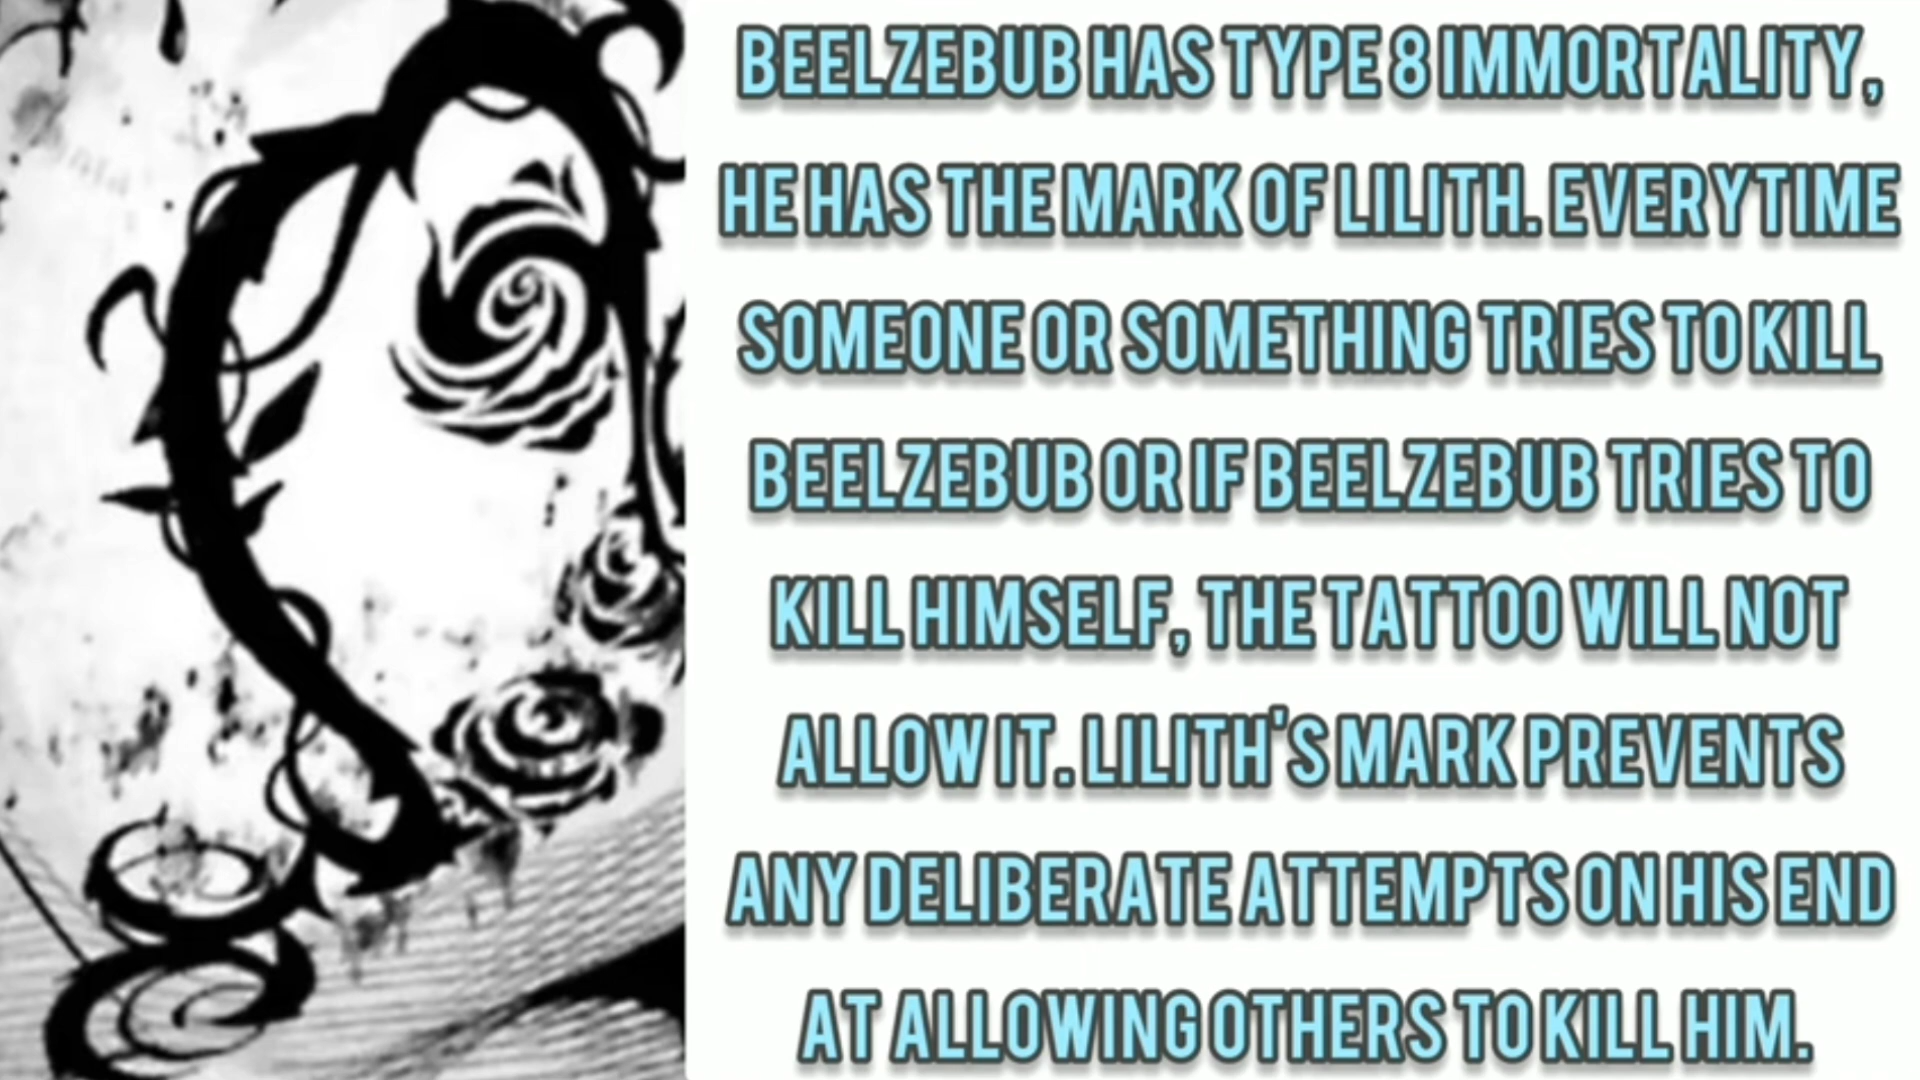 BEELZEBUB HAS TYPE 8 IMMORTALITY,
HE HAS THE MARK OF LILITH. EVERYTIME
SOMEONE OR SOMETHING TRIES TO KILL
BEELZEBUB OR IF BEELZEBUB TRIES TO
KILL HIMSELF, THE TATTOO WILL NOT
ALLOW IT. LILITH'S MARK PREVENTS
ANY DELIBERATE ATTEMPTS ON HIS END
AT ALLOWING OTHERS TO KILL HIM.